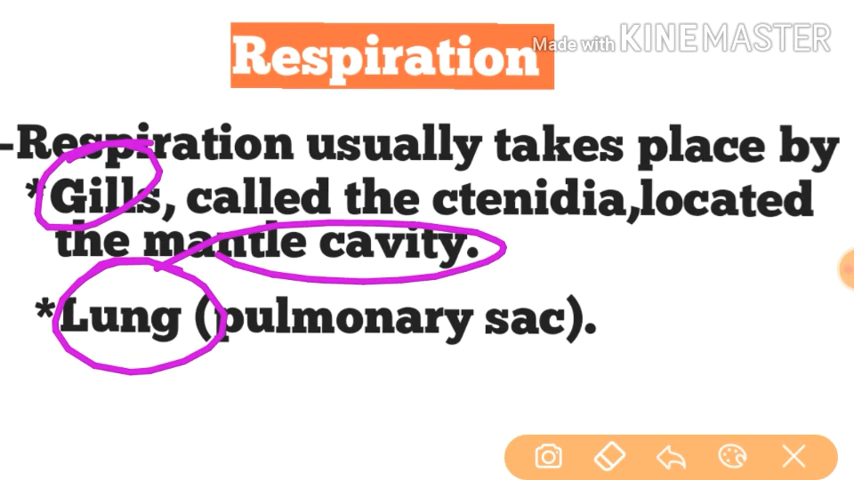 Respiration
Made with KINEMASTER
-Respiration usually takes place by
*Gills, called the ctenidia,located
the mantle cavity.
*Lung (pulmonary sac).